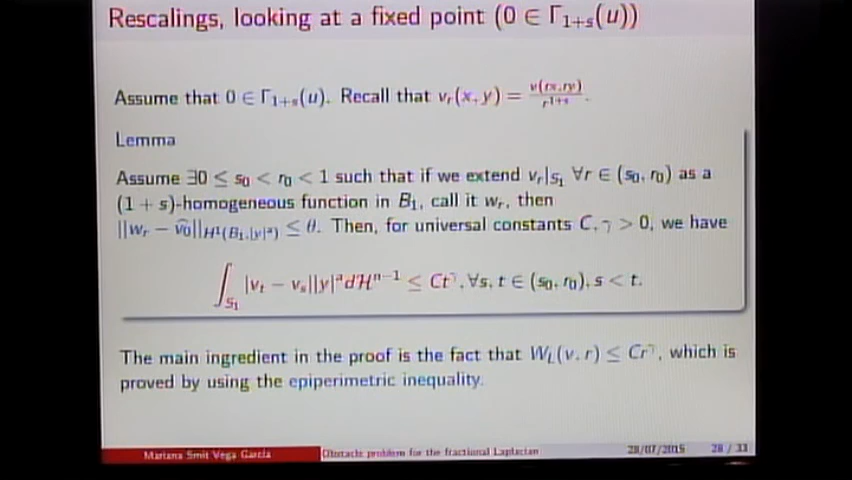 Rescalings, looking at a fixed point (0 ∈ Γ₁₊ₛ(u))
Assume that 0 ∈ Γ₁₊ₛ(u). Recall that vᵣ(x, y) = v(rx,ry)/r¹⁺ˢ.
Lemma
Assume ∃0 ≤ s₀ < r₀ < 1 such that if we extend vᵣ|S₁ ∀r ∈ (s₀, r₀) as a
(1 + s)-homogeneous function in B₁, call it wᵣ, then
||wᵣ − v̂₀||H¹(B₁,|y|ᵃ) ≤ θ. Then, for universal constants C, γ > 0, we have
∫S₁ |vₜ − vₛ||y|ᵃdℋⁿ⁻¹ ≤ Ctᵞ, ∀s, t ∈ (s₀, r₀), s < t.
The main ingredient in the proof is the fact that W_L(v, r) ≤ Crᵞ, which is
proved by using the epiperimetric inequality.
Mariana Smit Vega Garcia Obstacle problem for the fractional Laplacian 28/07/2015 28 / 33